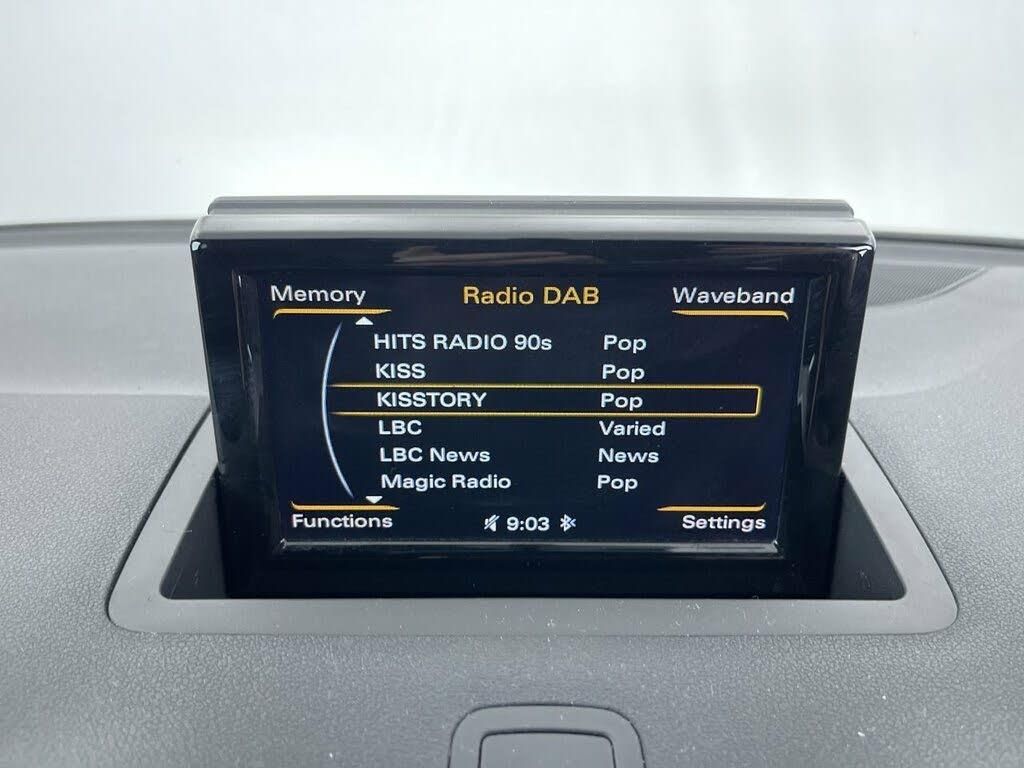 Memory Radio DAB Waveband
HITS RADIO 90s Pop
KISS Pop
KISSTORY Pop
LBC Varied
LBC News News
Magic Radio Pop
Functions 9:03 Settings